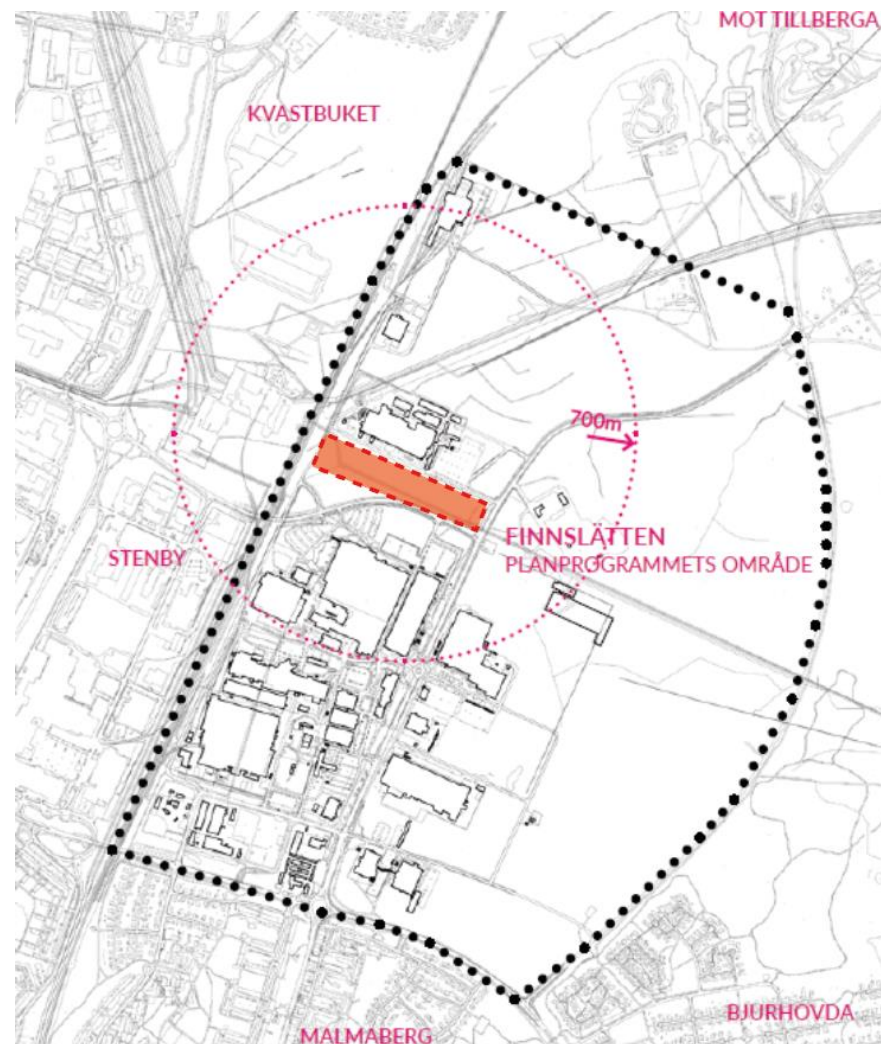 MOT TILLBERGA
KVASTBUKET
700m
FINNSLÄTTEN
PLANPROGRAMMETS OMRÅDE
STENBY
BJURHOVDA
MALMABERG